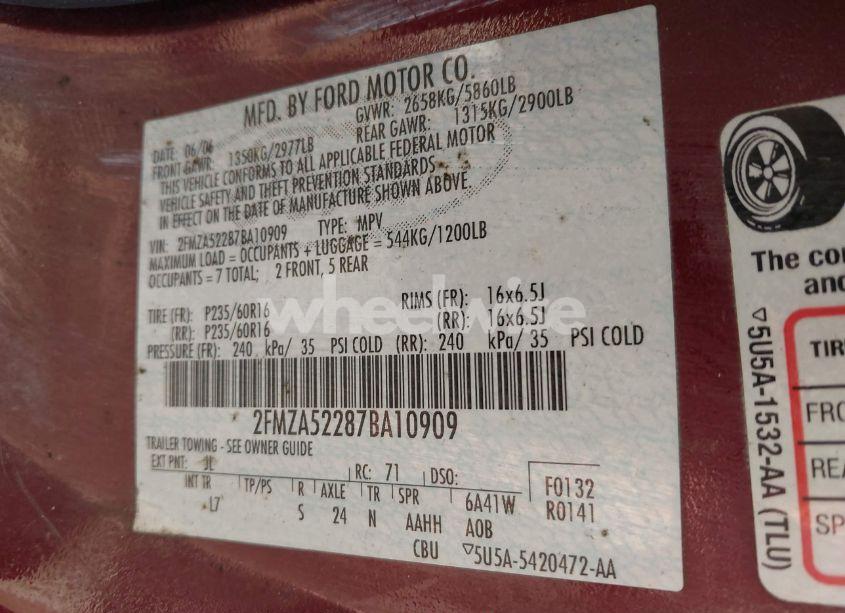 MFD. BY FORD MOTOR CO.
DATE: 06/06 GVWR: 2658KG/5860LB
FRONT GAWR: 1350KG/2977LB REAR GAWR: 1315KG/2900LB
THIS VEHICLE CONFORMS TO ALL APPLICABLE FEDERAL MOTOR
VEHICLE SAFETY AND THEFT PREVENTION STANDARDS
IN EFFECT ON THE DATE OF MANUFACTURE SHOWN ABOVE.
VIN: 2FMZA52287BA10909 TYPE: MPV
MAXIMUM LOAD = OCCUPANTS + LUGGAGE = 544KG/1200LB
OCCUPANTS = 7 TOTAL; 2 FRONT, 5 REAR
TIRE (FR): P235/60R16 RIMS (FR): 16x6.5J
(RR): P235/60R16 (RR): 16x6.5J
PRESSURE (FR): 240 kPa/ 35 PSI COLD (RR): 240 kPa/ 35 PSI COLD
2FMZA52287BA10909
TRAILER TOWING - SEE OWNER GUIDE
EXT PNT: JL RC: 71 DSO: F0132
INT TR TP/PS R AXLE TR SPR 6A41W R0141
L7 S 24 N AAHH AOB
CBU ▽5U5A-5420472-AA
wheelwire
The co
and
TIR
FRO
REA
SP
▽5U5A-1532-AA (TLU)